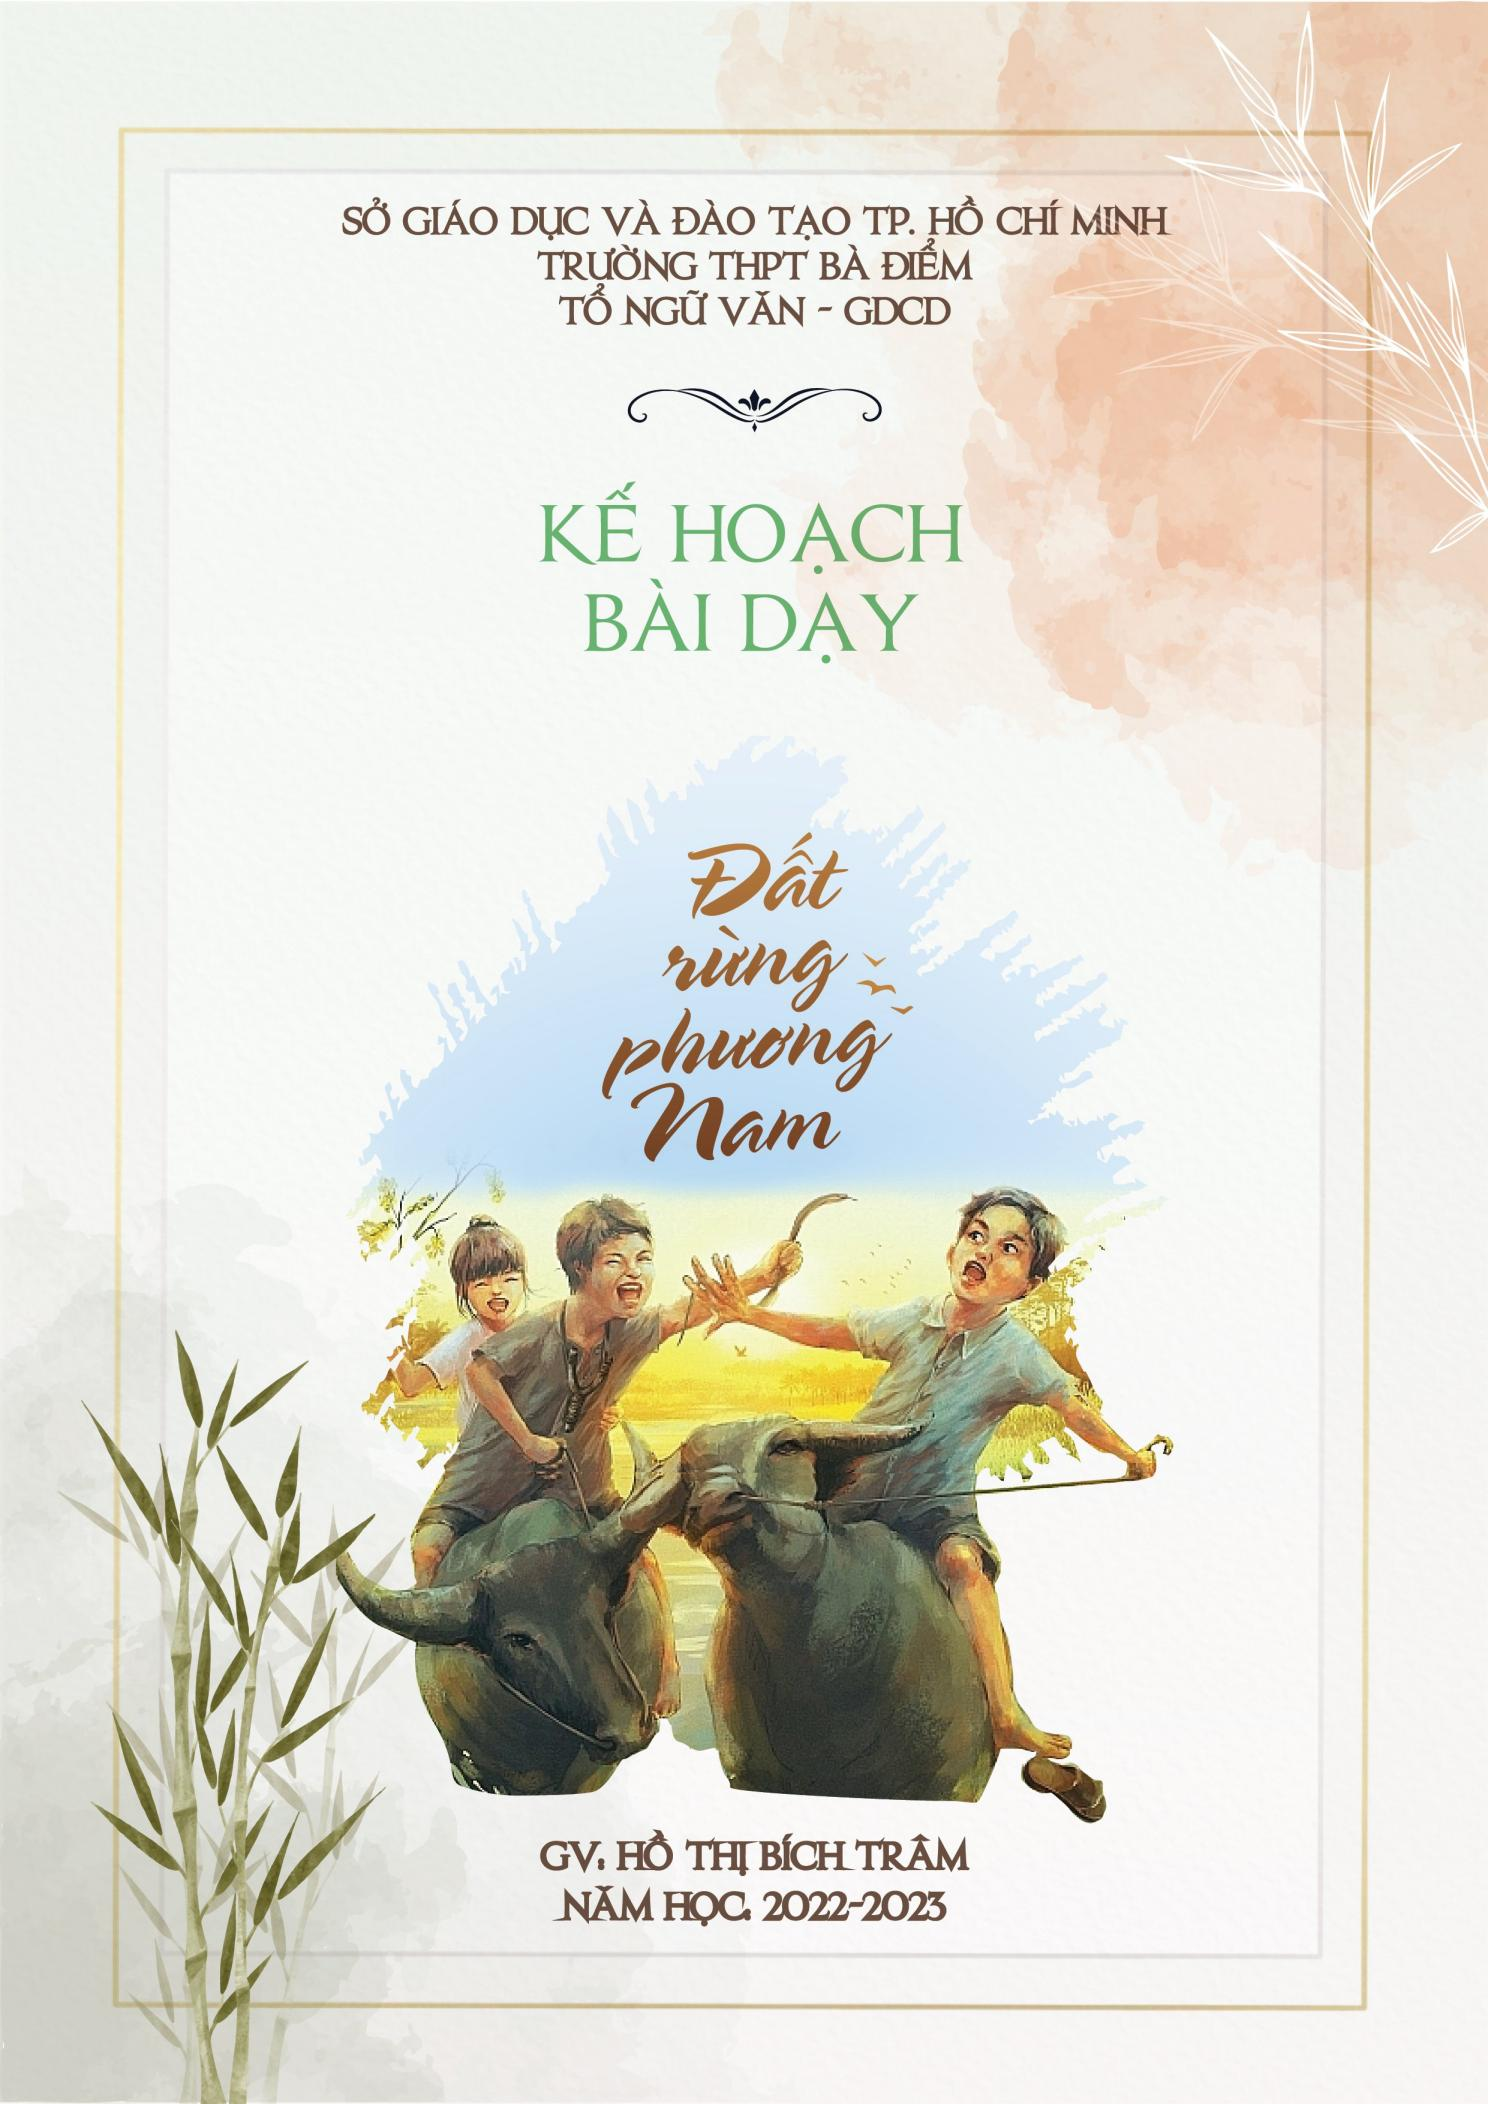 SỞ GIÁO DỤC VÀ ĐÀO TẠO TP. HỒ CHÍ MINH
TRƯỜNG THPT BÀ ĐIỂM
TỔ NGỮ VĂN - GDCD
KẾ HOẠCH
BÀI DẠY
Đất
rừng
phương
Nam
GV: HỒ THỊ BÍCH TRÂM
NĂM HỌC: 2022-2023